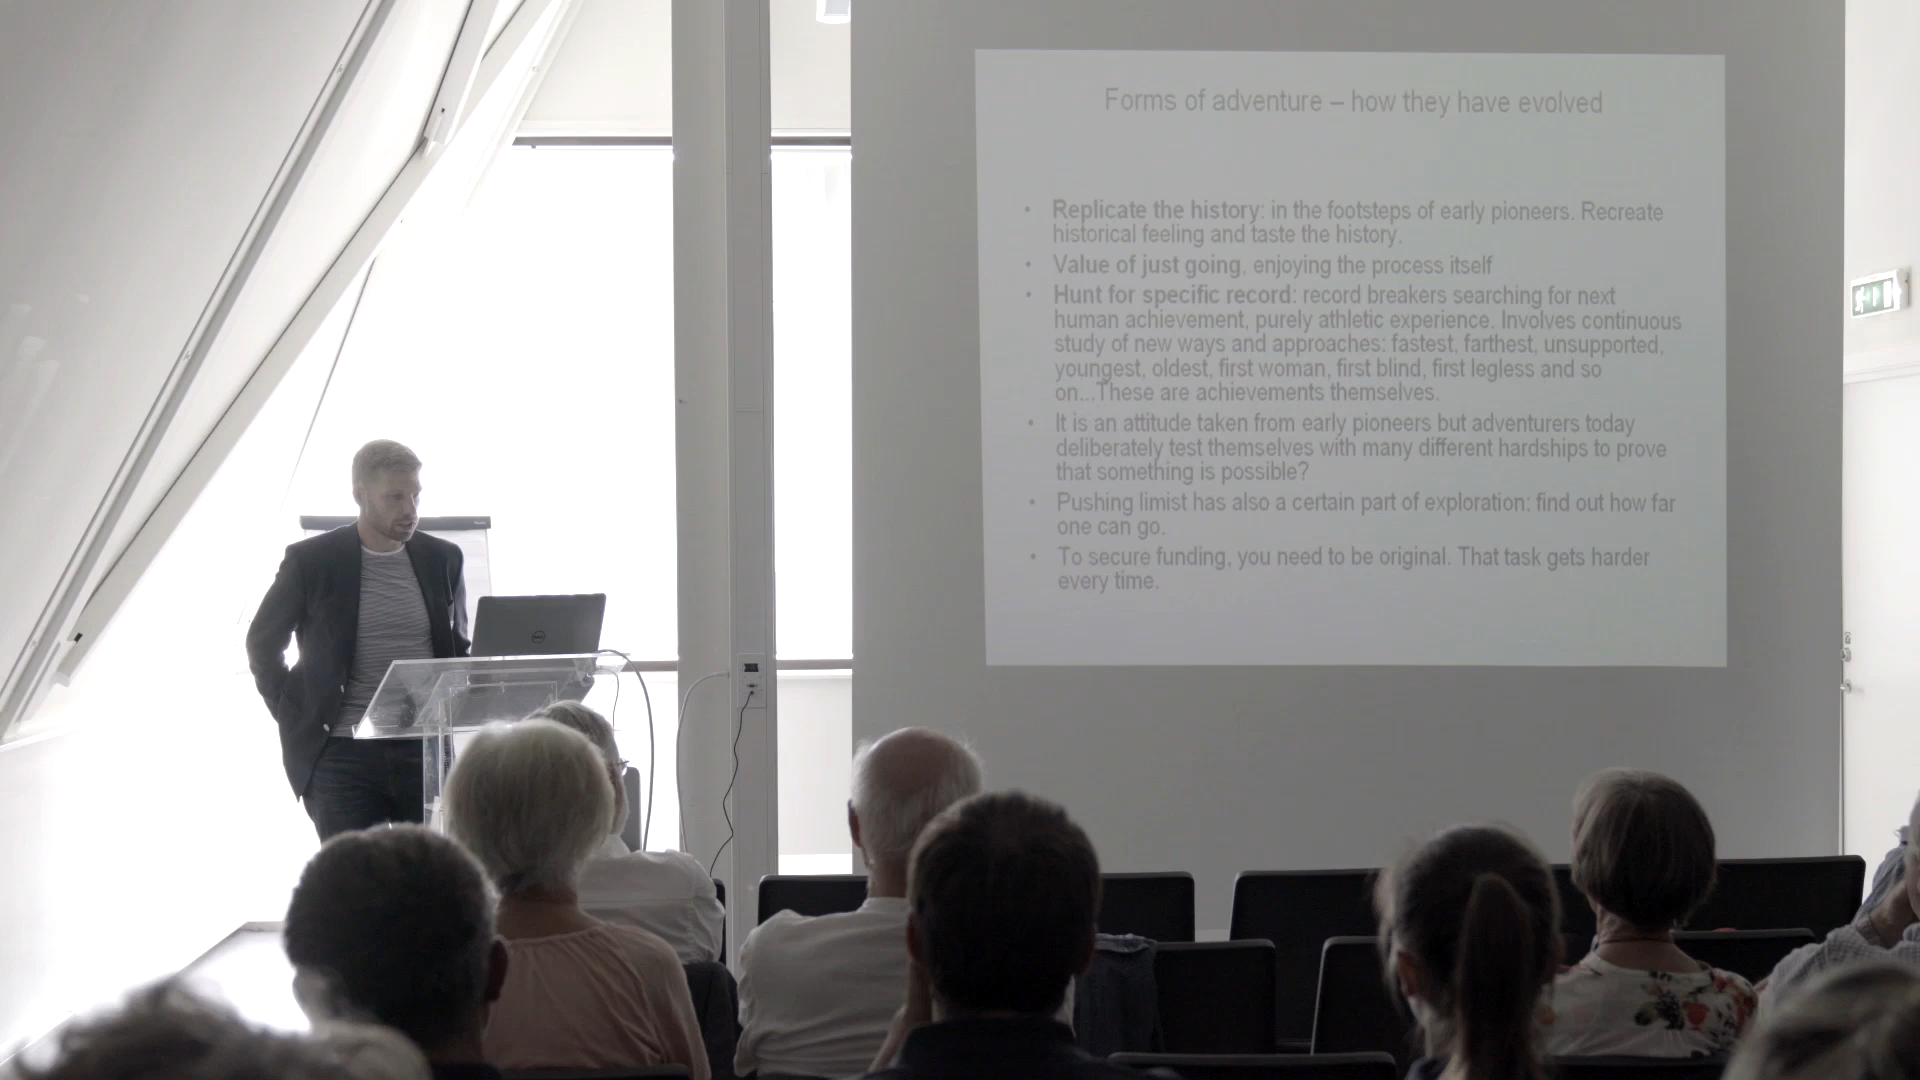 Forms of adventure – how they have evolved
• Replicate the history: in the footsteps of early pioneers. Recreate
historical feeling and taste the history.
• Value of just going, enjoying the process itself
• Hunt for specific record: record breakers searching for next
human achievement, purely athletic experience. Involves continuous
study of new ways and approaches: fastest, farthest, unsupported,
youngest, oldest, first woman, first blind, first legless and so
on...These are achievements themselves.
• It is an attitude taken from early pioneers but adventurers today
deliberately test themselves with many different hardships to prove
that something is possible?
• Pushing limist has also a certain part of exploration: find out how far
one can go.
• To secure funding, you need to be original. That task gets harder
every time.
DELL